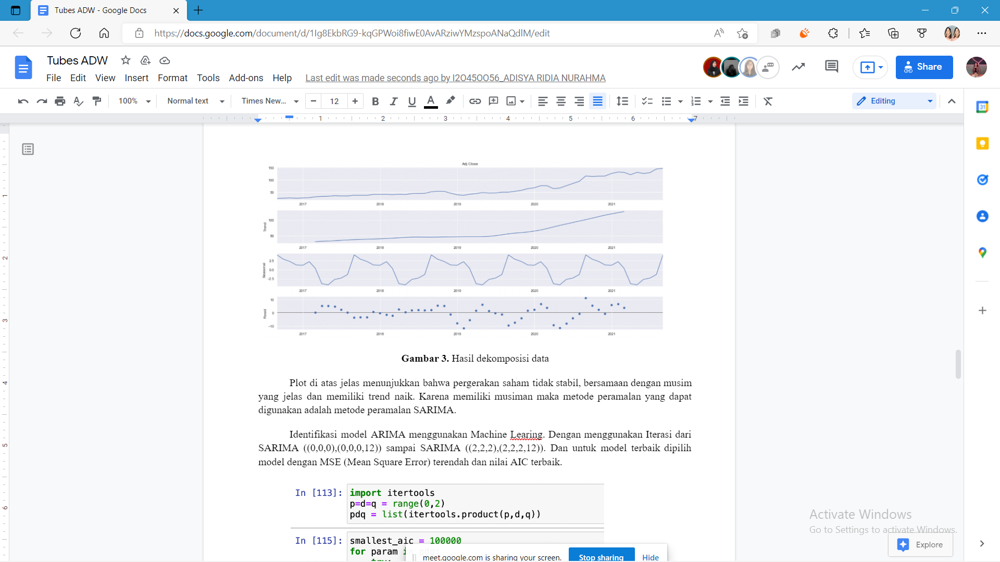 Tubes ADW - Google Docs
https://docs.google.com/document/d/1Ig8EkbRG9-kqGPWoi8fiwE0AvARziwYMzspoANaQdlM/edit
Tubes ADW
File Edit View Insert Format Tools Add-ons Help Last edit was made seconds ago by I2O45OO56_ADISYA RIDIA NURAHMA
Share
100% Normal text Times New... 12 Editing
1 2 3 4 5 6 7
Adj Close
150
100
50
2017 2018 2019 2020 2021
Trend
100
50
2017 2018 2019 2020 2021
Seasonal
2.5
0.0
-2.5
2017 2018 2019 2020 2021
Resid
10
0
-10
2017 2018 2019 2020 2021
Gambar 3. Hasil dekomposisi data
Plot di atas jelas menunjukkan bahwa pergerakan saham tidak stabil, bersamaan dengan musim
yang jelas dan memiliki trend naik. Karena memiliki musiman maka metode peramalan yang dapat
digunakan adalah metode peramalan SARIMA.
Identifikasi model ARIMA menggunakan Machine Learing. Dengan menggunakan Iterasi dari
SARIMA ((0,0,0),(0,0,0,12)) sampai SARIMA ((2,2,2),(2,2,2,12)). Dan untuk model terbaik dipilih
model dengan MSE (Mean Square Error) terendah dan nilai AIC terbaik.
In [113]: import itertools
p=d=q = range(0,2)
pdq = list(itertools.product(p,d,q))
In [115]: smallest_aic = 100000
for param in
meet.google.com is sharing your screen. Stop sharing Hide
Activate Windows
Go to Settings to activate Windows.
Explore
31
1
2
3
4
5
6